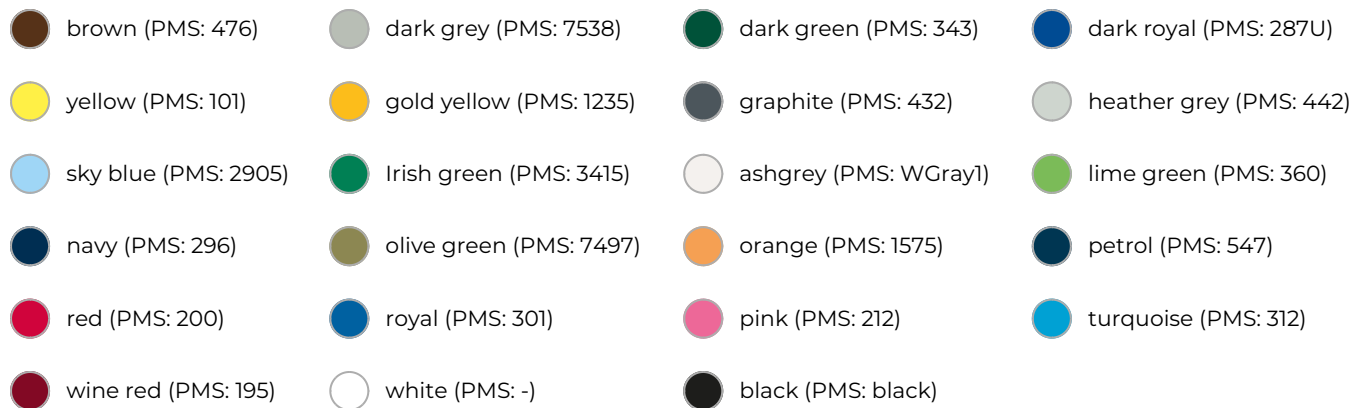 brown (PMS: 476)
dark grey (PMS: 7538)
dark green (PMS: 343)
dark royal (PMS: 287U)
yellow (PMS: 101)
gold yellow (PMS: 1235)
graphite (PMS: 432)
heather grey (PMS: 442)
sky blue (PMS: 2905)
Irish green (PMS: 3415)
ashgrey (PMS: WGray1)
lime green (PMS: 360)
navy (PMS: 296)
olive green (PMS: 7497)
orange (PMS: 1575)
petrol (PMS: 547)
red (PMS: 200)
royal (PMS: 301)
pink (PMS: 212)
turquoise (PMS: 312)
wine red (PMS: 195)
white (PMS: -)
black (PMS: black)